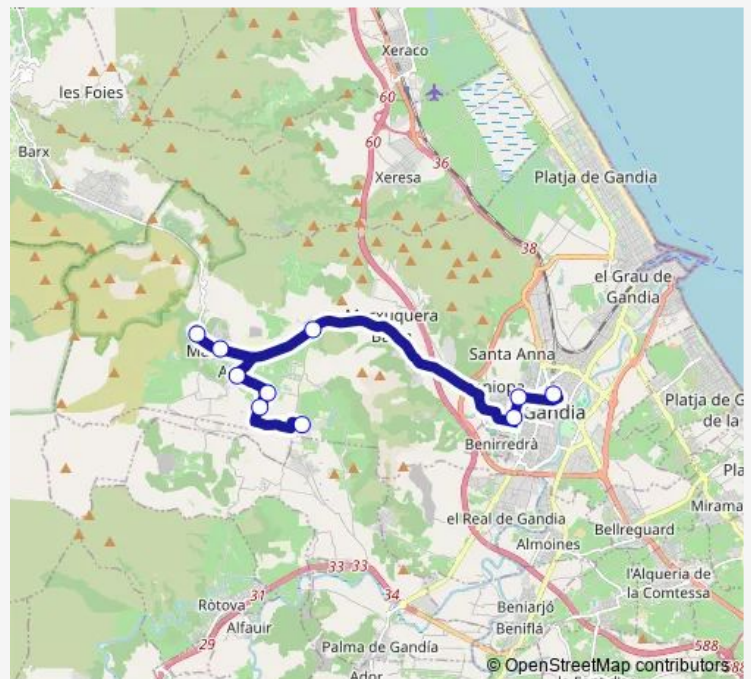 Xeraco
les Foies
60
Barx
60
36
Xeresa
Platja de Gandia
38
el Grau de
Gandia
Santa Anna
Gandia
Platja de G
de la
Benirredrà
Pla
Mirama
el Real de Gandia
Bellreguard
Almoines
l'Alqueria de
la Comtessa
33 33
31
34
Ròtova
Beniarjó
29
Alfauir
Beniflá
588
Palma de Gandía
Ador
© OpenStreetMap contributors